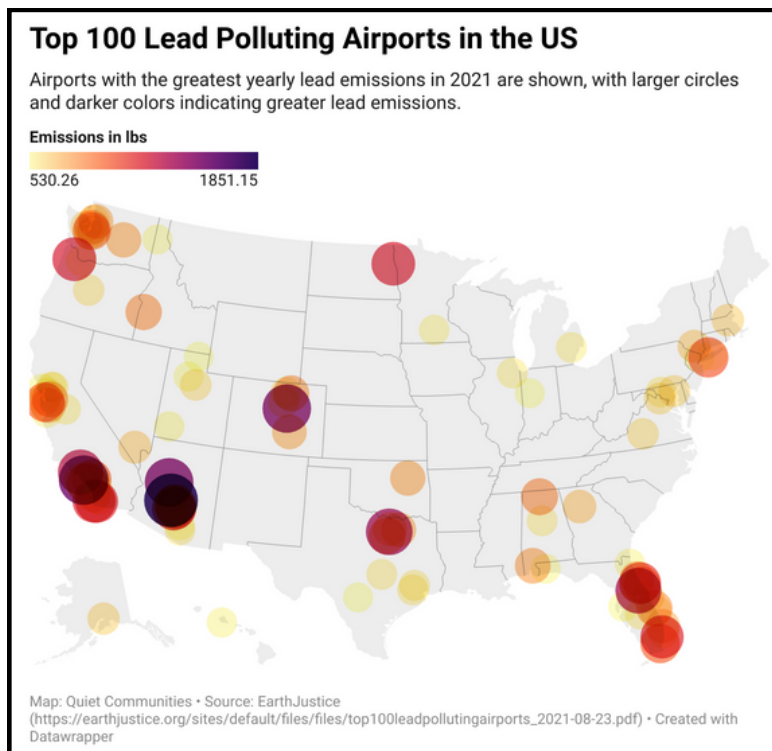 Top 100 Lead Polluting Airports in the US
Airports with the greatest yearly lead emissions in 2021 are shown, with larger circles
and darker colors indicating greater lead emissions.
Emissions in lbs
530.26 1851.15
Map: Quiet Communities • Source: EarthJustice
(https://earthjustice.org/sites/default/files/files/top100leadpollutingairports_2021-08-23.pdf) • Created with
Datawrapper